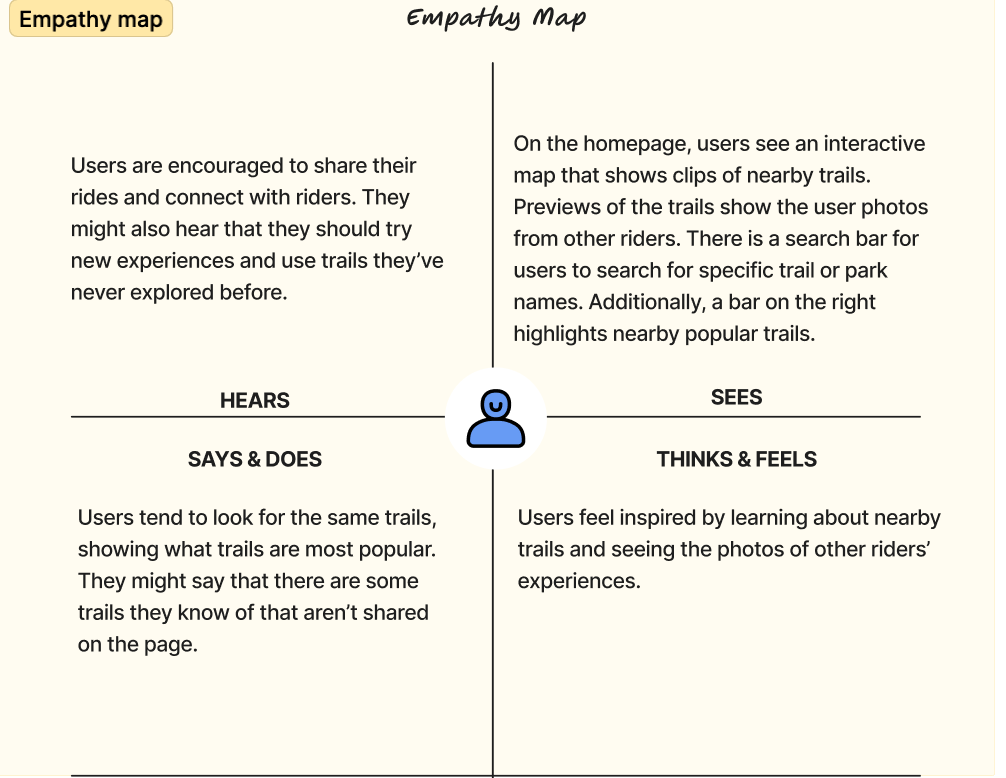 Empathy map
Empathy Map
Users are encouraged to share their
rides and connect with riders. They
might also hear that they should try
new experiences and use trails they’ve
never explored before.
HEARS
On the homepage, users see an interactive
map that shows clips of nearby trails.
Previews of the trails show the user photos
from other riders. There is a search bar for
users to search for specific trail or park
names. Additionally, a bar on the right
highlights nearby popular trails.
SEES
SAYS & DOES
Users tend to look for the same trails,
showing what trails are most popular.
They might say that there are some
trails they know of that aren’t shared
on the page.
THINKS & FEELS
Users feel inspired by learning about nearby
trails and seeing the photos of other riders’
experiences.